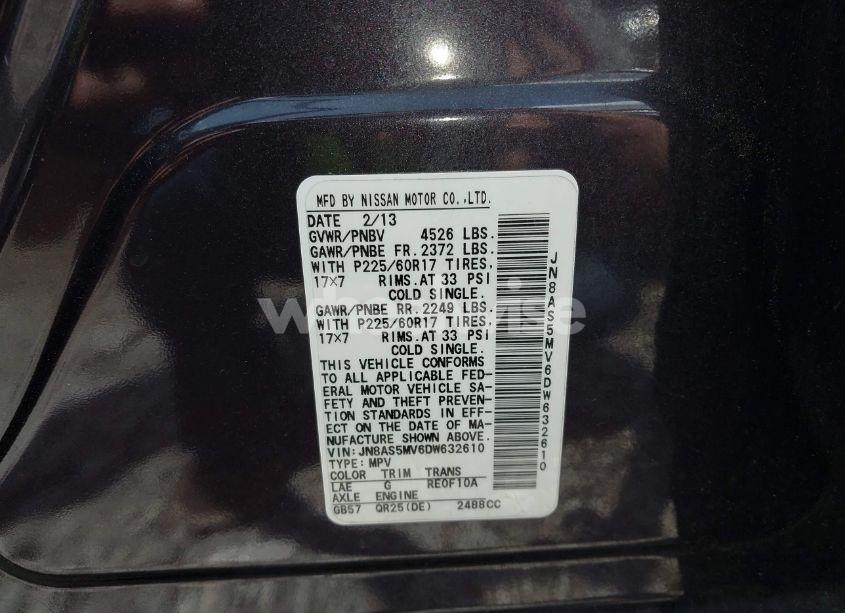 MFD BY NISSAN MOTOR CO.,LTD.
DATE 2/13
GVWR/PNBV 4526 LBS.
GAWR/PNBE FR. 2372 LBS.
WITH P225/60R17 TIRES,
17×7 RIMS. AT 33 PSI
COLD SINGLE.
GAWR/PNBE RR. 2249 LBS.
WITH P225/60R17 TIRES,
17×7 RIMS. AT 33 PSI
COLD SINGLE.
THIS VEHICLE CONFORMS
TO ALL APPLICABLE FED-
ERAL MOTOR VEHICLE SA-
FETY AND THEFT PREVEN-
TION STANDARDS IN EFF-
ECT ON THE DATE OF MA-
NUFACTURE SHOWN ABOVE.
VIN:JN8AS5MV6DW632610
TYPE:MPV
COLOR TRIM TRANS
LAE G RE0F10A
AXLE ENGINE
GB57 QR25(DE) 2488CC
JN8AS5MV6DW632610